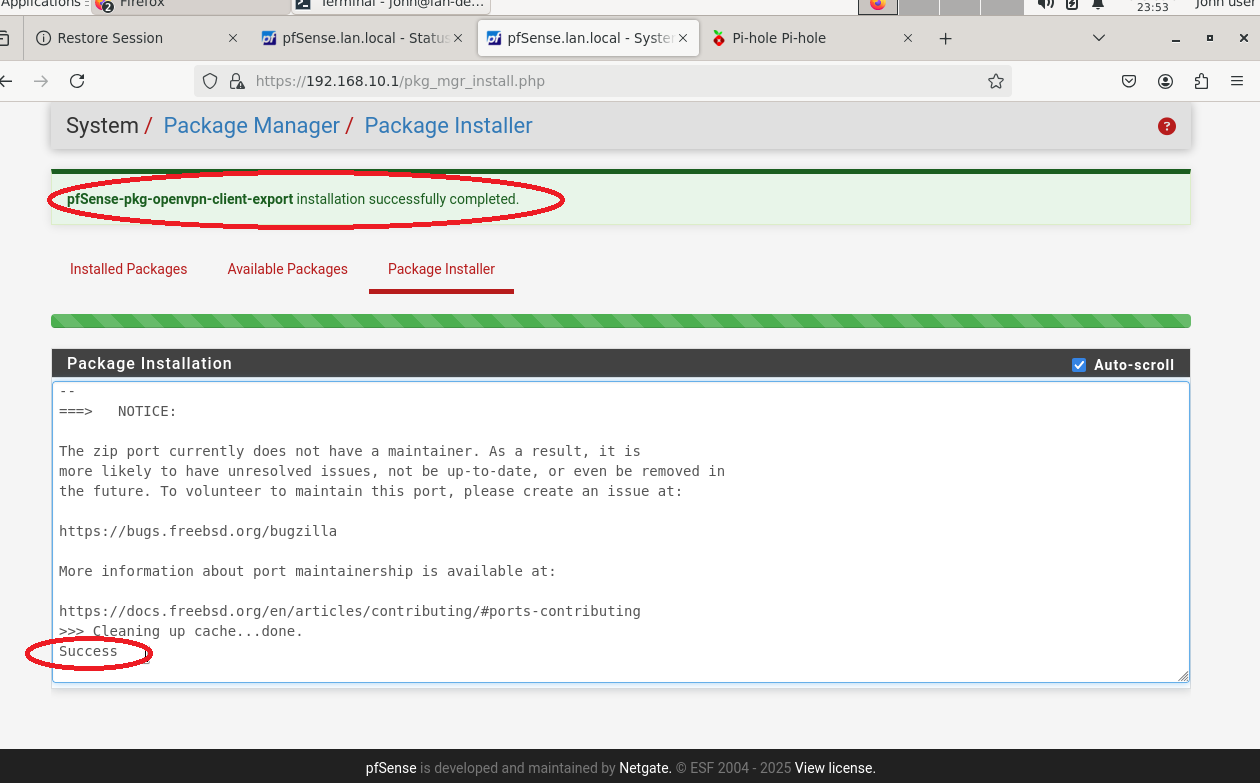 Applications
2 Firefox
Terminal - john@lan-de...
23:53
John user
Restore Session
pfSense.lan.local - Status
pfSense.lan.local - System
Pi-hole Pi-hole
https://192.168.10.1/pkg_mgr_install.php
System / Package Manager / Package Installer
pfSense-pkg-openvpn-client-export installation successfully completed.
Installed Packages
Available Packages
Package Installer
Package Installation
Auto-scroll
--
===> NOTICE:
The zip port currently does not have a maintainer. As a result, it is
more likely to have unresolved issues, not be up-to-date, or even be removed in
the future. To volunteer to maintain this port, please create an issue at:
https://bugs.freebsd.org/bugzilla
More information about port maintainership is available at:
https://docs.freebsd.org/en/articles/contributing/#ports-contributing
>>> Cleaning up cache...done.
Success
pfSense is developed and maintained by Netgate. © ESF 2004 - 2025 View license.